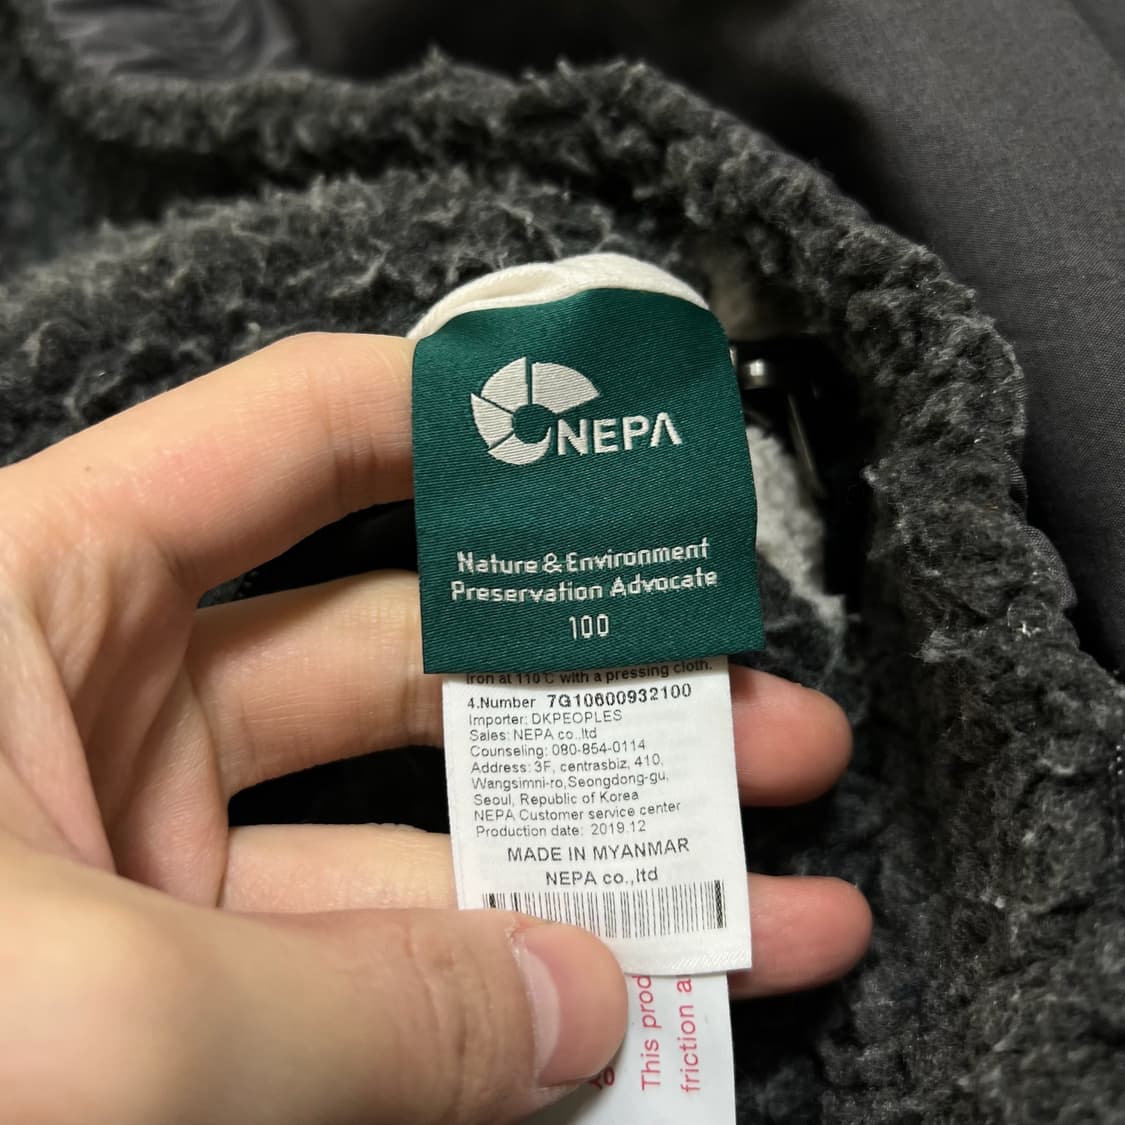 NEPA
Nature & Environment
Preservation Advocate
100
Iron at 110℃ with a pressing cloth.
4.Number 7G10600932100
Importer: DKPEOPLES
Sales: NEPA co.,ltd
Counseling: 080-854-0114
Address: 3F, centrasbiz, 410,
Wangsimni-ro,Seongdong-gu,
Seoul, Republic of Korea
NEPA Customer service center
Production date: 2019.12
MADE IN MYANMAR
NEPA co.,ltd
This prod
friction a